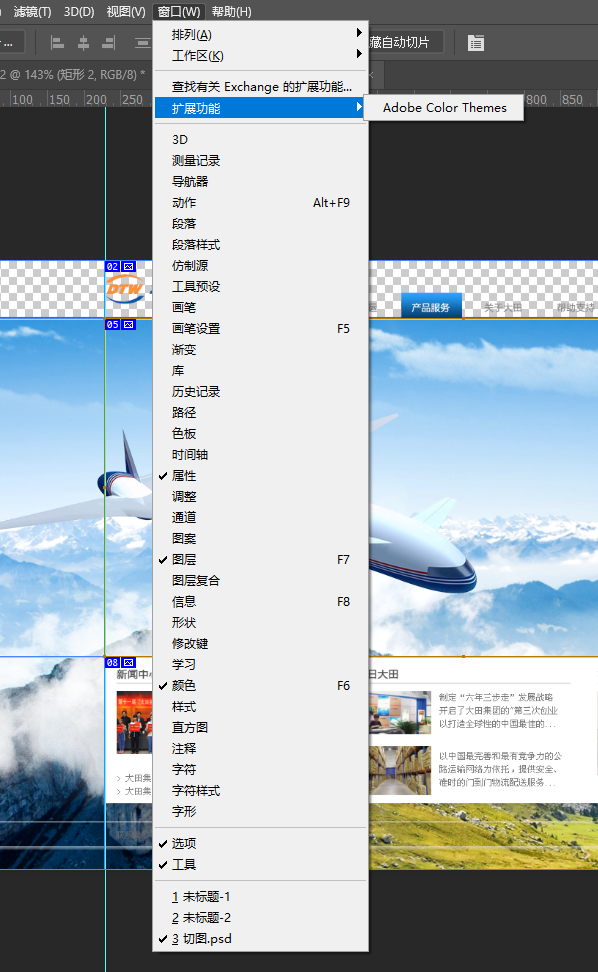 滤镜(T) 3D(D) 视图(V) 窗口(W) 帮助(H)
...
藏自动切片
2 @ 143% (矩形 2, RGB/8) *
100 150 200 250 800 850
排列(A)
工作区(K)
查找有关 Exchange 的扩展功能...
扩展功能
Adobe Color Themes
3D
测量记录
导航器
动作 Alt+F9
段落
段落样式
仿制源
工具预设
画笔
画笔设置 F5
渐变
库
历史记录
路径
色板
时间轴
属性
调整
通道
图案
图层 F7
图层复合
信息 F8
形状
修改键
学习
颜色 F6
样式
直方图
注释
字符
字符样式
字形
选项
工具
1 未标题-1
2 未标题-2
3 切图.psd
02
DTW
产品服务 关于大田 帮助支持
05
08
新闻中心
日大田
制定“六年三步走”发展战略
开启了大田集团的“第三次创业
以打造全球性的中国最佳的...
以中国最完善和最有竞争力的公
路运输网络为依托，提供安全、
准时的门到门物流配送服务...
> 大田集
> 大田集